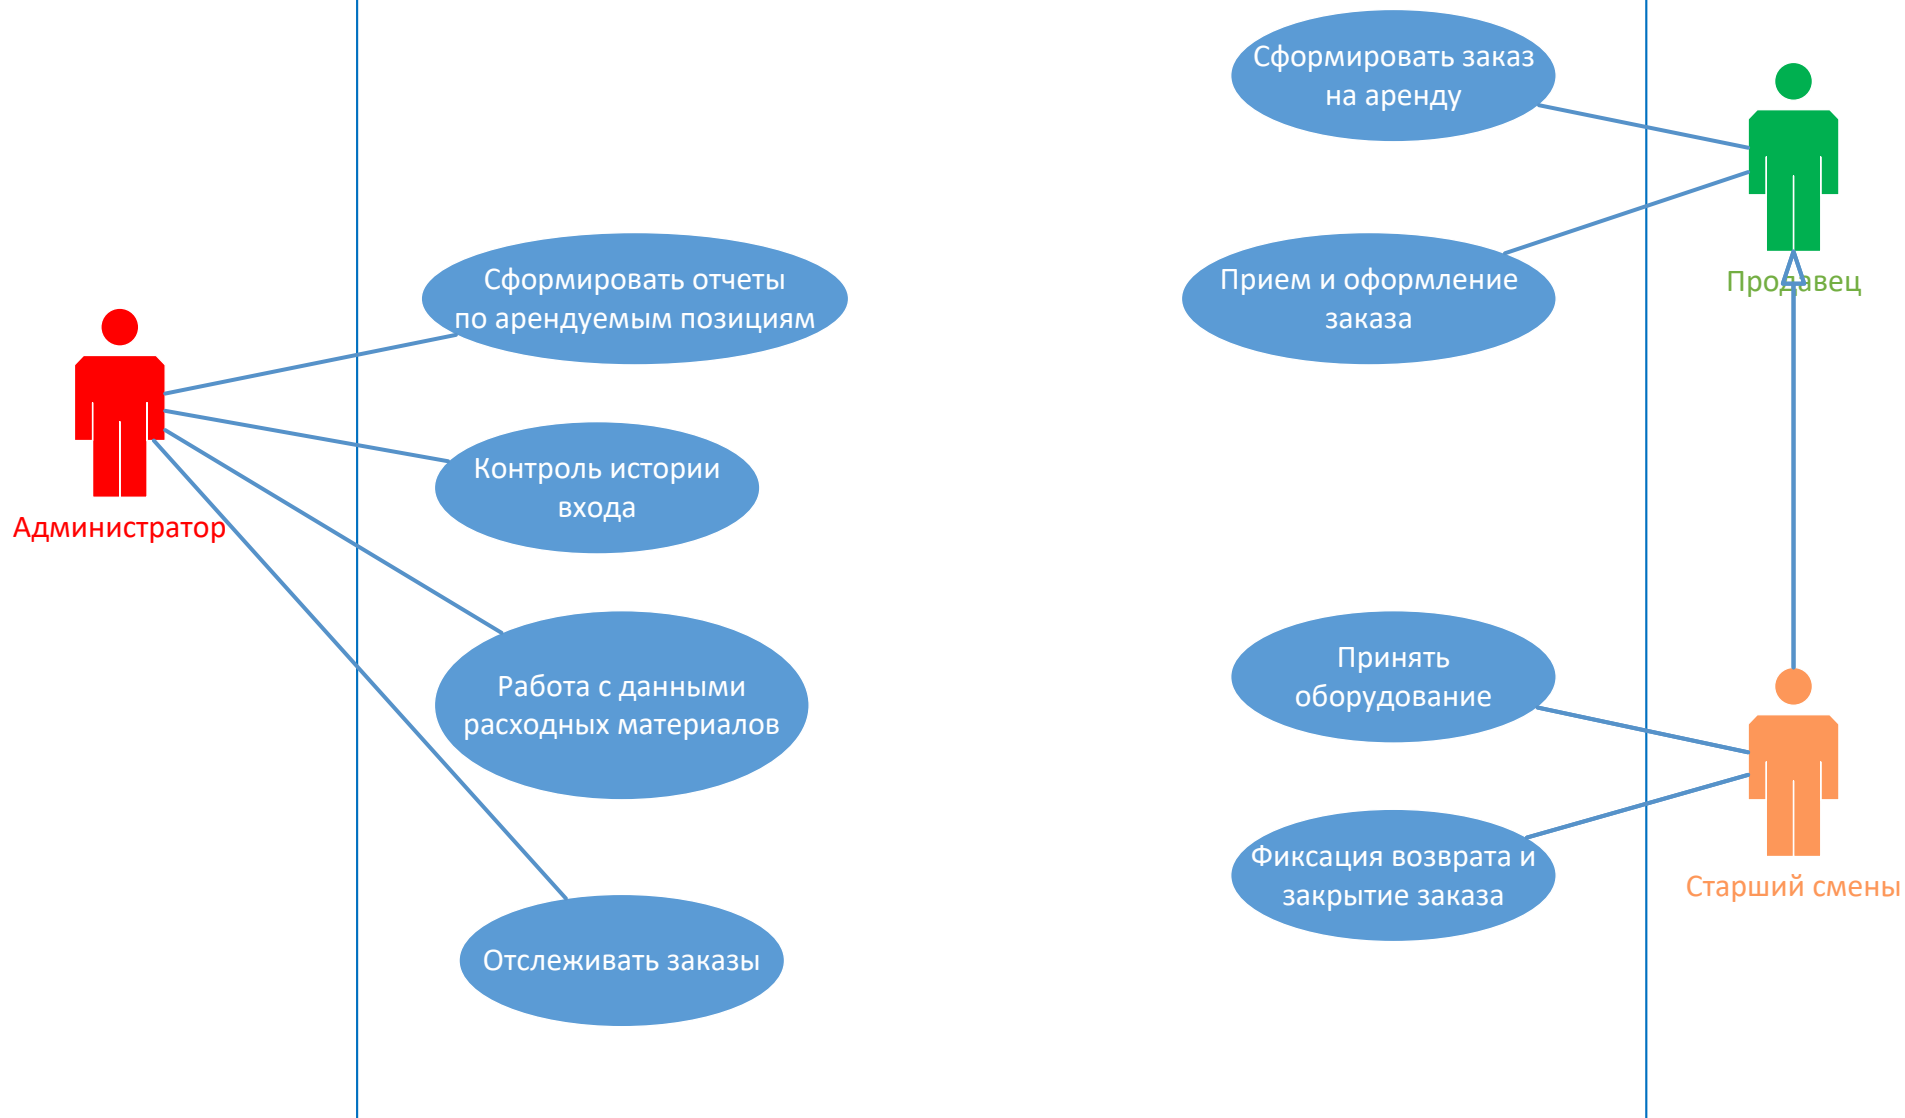 Сформировать заказ
на аренду
Продавец
Сформировать отчеты
по арендуемым позициям
Прием и оформление
заказа
Администратор
Контроль истории
входа
Работа с данными
расходных материалов
Принять
оборудование
Старший смены
Фиксация возврата и
закрытие заказа
Отслеживать заказы